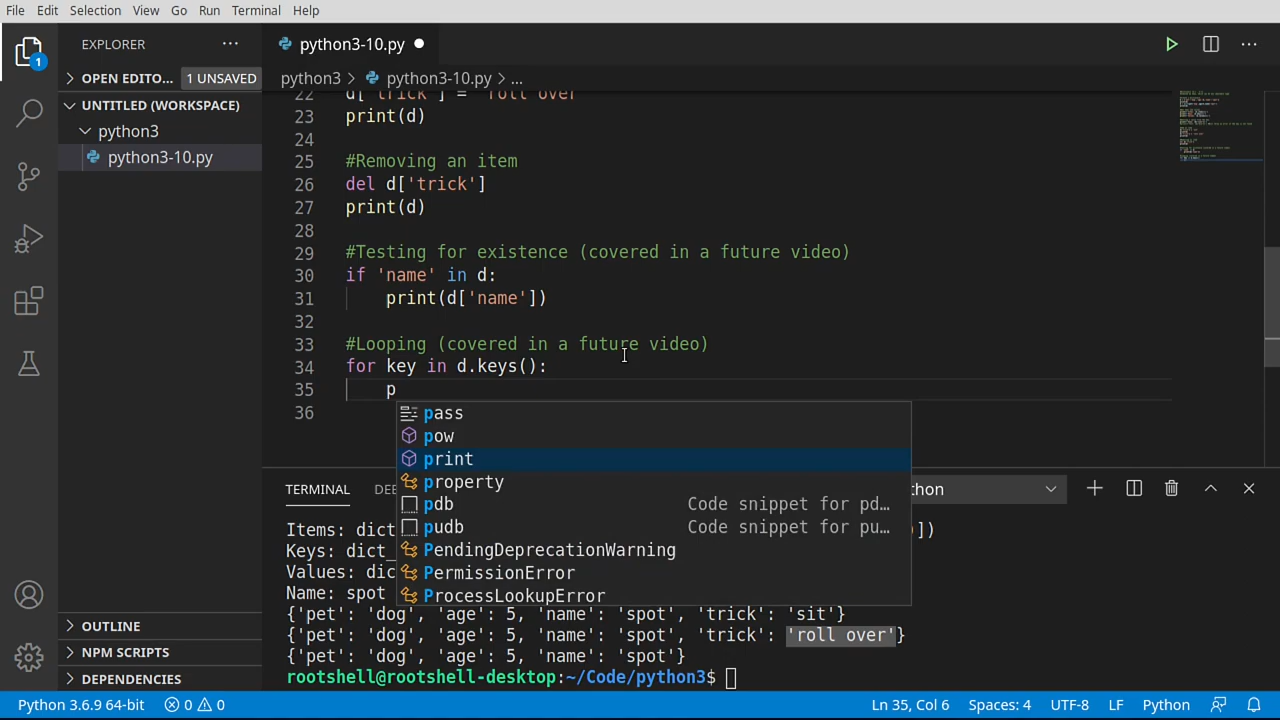 File Edit Selection View Go Run Terminal Help
EXPLORER
python3-10.py
OPEN EDITO... 1 UNSAVED
python3 > python3-10.py > ...
UNTITLED (WORKSPACE)
python3
python3-10.py
1
22 d['trick'] = 'roll over'
23 print(d)
24
25 #Removing an item
26 del d['trick']
27 print(d)
28
29 #Testing for existence (covered in a future video)
30 if 'name' in d:
31 print(d['name'])
32
33 #Looping (covered in a future video)
34 for key in d.keys():
35 p
36
pass
pow
print
property
pdb Code snippet for pd...
pudb Code snippet for pu...
PendingDeprecationWarning
PermissionError
ProcessLookupError
TERMINAL DE
thon
Items: dict
])
Keys: dict_
Values: dic
Name: spot
{'pet': 'dog', 'age': 5, 'name': 'spot', 'trick': 'sit'}
{'pet': 'dog', 'age': 5, 'name': 'spot', 'trick': 'roll over'}
{'pet': 'dog', 'age': 5, 'name': 'spot'}
rootshell@rootshell-desktop:~/Code/python3$
OUTLINE
NPM SCRIPTS
DEPENDENCIES
Python 3.6.9 64-bit 0 0 Ln 35, Col 6 Spaces: 4 UTF-8 LF Python